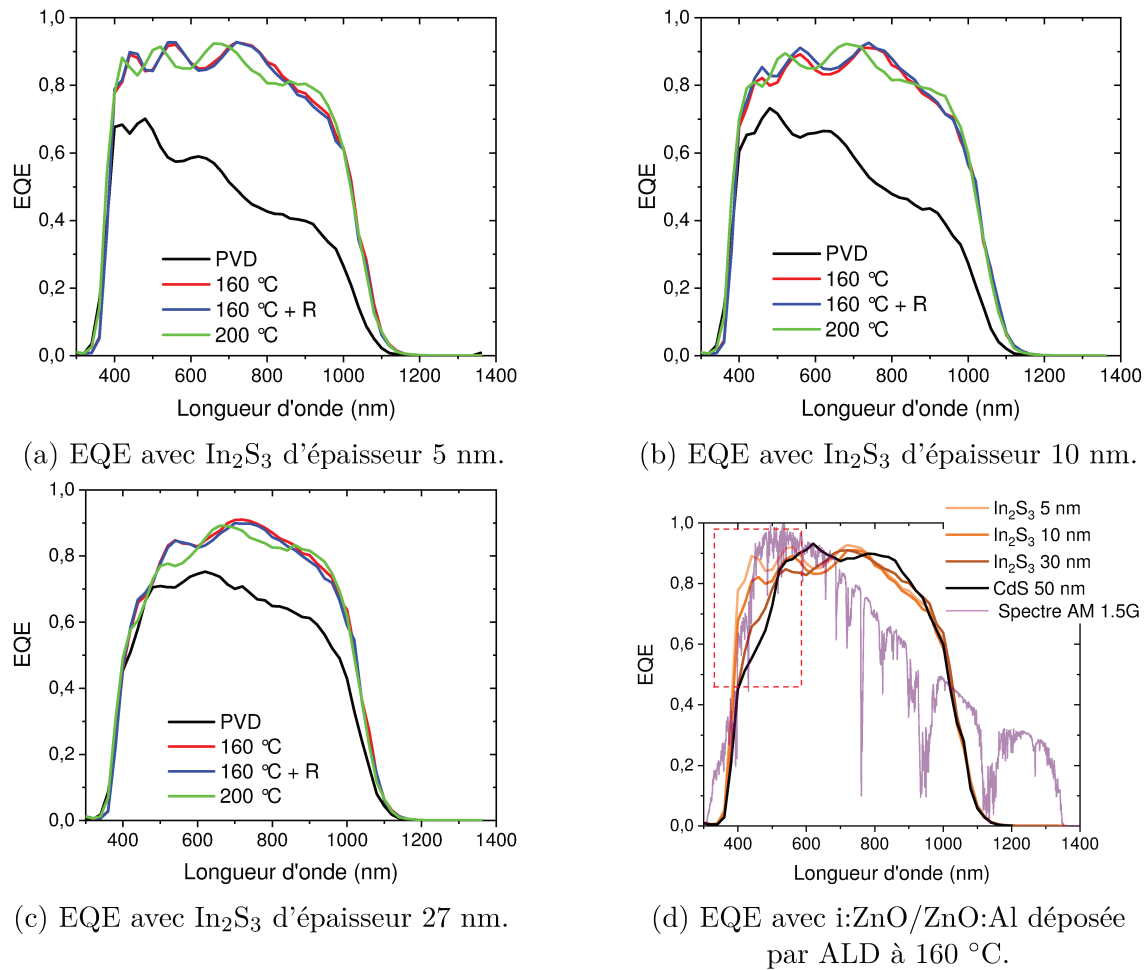 1,0
0,8
0,6
0,4
0,2
0,0
EQE
PVD
160 °C
160 °C + R
200 °C
400 600 800 1000 1200 1400
Longueur d'onde (nm)
(a) EQE avec In₂S₃ d'épaisseur 5 nm.
1,0
0,8
0,6
0,4
0,2
0,0
EQE
PVD
160 °C
160 °C + R
200 °C
400 600 800 1000 1200 1400
Longueur d'onde (nm)
(b) EQE avec In₂S₃ d'épaisseur 10 nm.
1,0
0,8
0,6
0,4
0,2
0,0
EQE
PVD
160 °C
160 °C + R
200 °C
400 600 800 1000 1200 1400
Longueur d'onde (nm)
(c) EQE avec In₂S₃ d'épaisseur 27 nm.
1,0
0,8
0,6
0,4
0,2
0,0
EQE
In₂S₃ 5 nm
In₂S₃ 10 nm
In₂S₃ 30 nm
CdS 50 nm
Spectre AM 1.5G
400 600 800 1000 1200 1400
Longueur d'onde (nm)
(d) EQE avec i:ZnO/ZnO:Al déposée
par ALD à 160 °C.